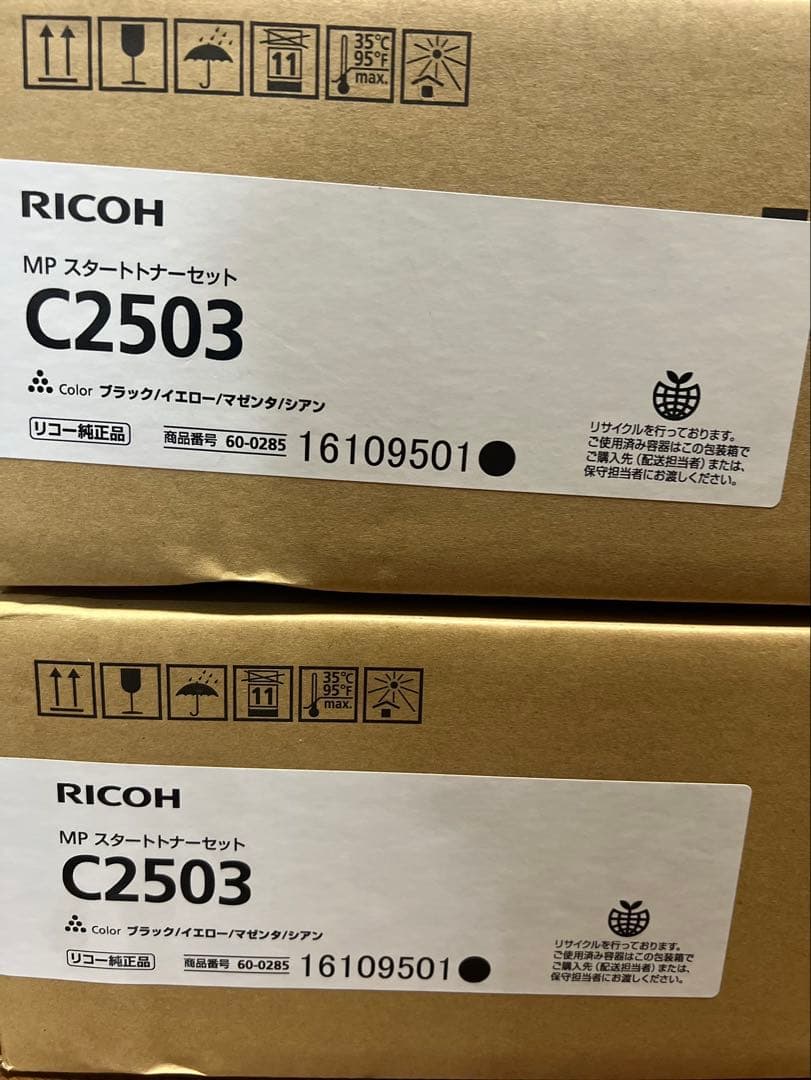 11
35℃
95°F
max.
RICOH
MP スタートトナーセット
C2503
Color ブラック/イエロー/マゼンタ/シアン
リコー純正品 商品番号 60-0285 16109501●
リサイクルを行っております。
ご使用済み容器はこの包装箱で
ご購入先(配送担当者)または、
保守担当者にお渡しください。
11
35℃
95°F
max.
RICOH
MP スタートトナーセット
C2503
Color ブラック/イエロー/マゼンタ/シアン
リコー純正品 商品番号 60-0285 16109501●
リサイクルを行っております。
ご使用済み容器はこの包装箱で
ご購入先(配送担当者)または、
保守担当者にお渡しください。